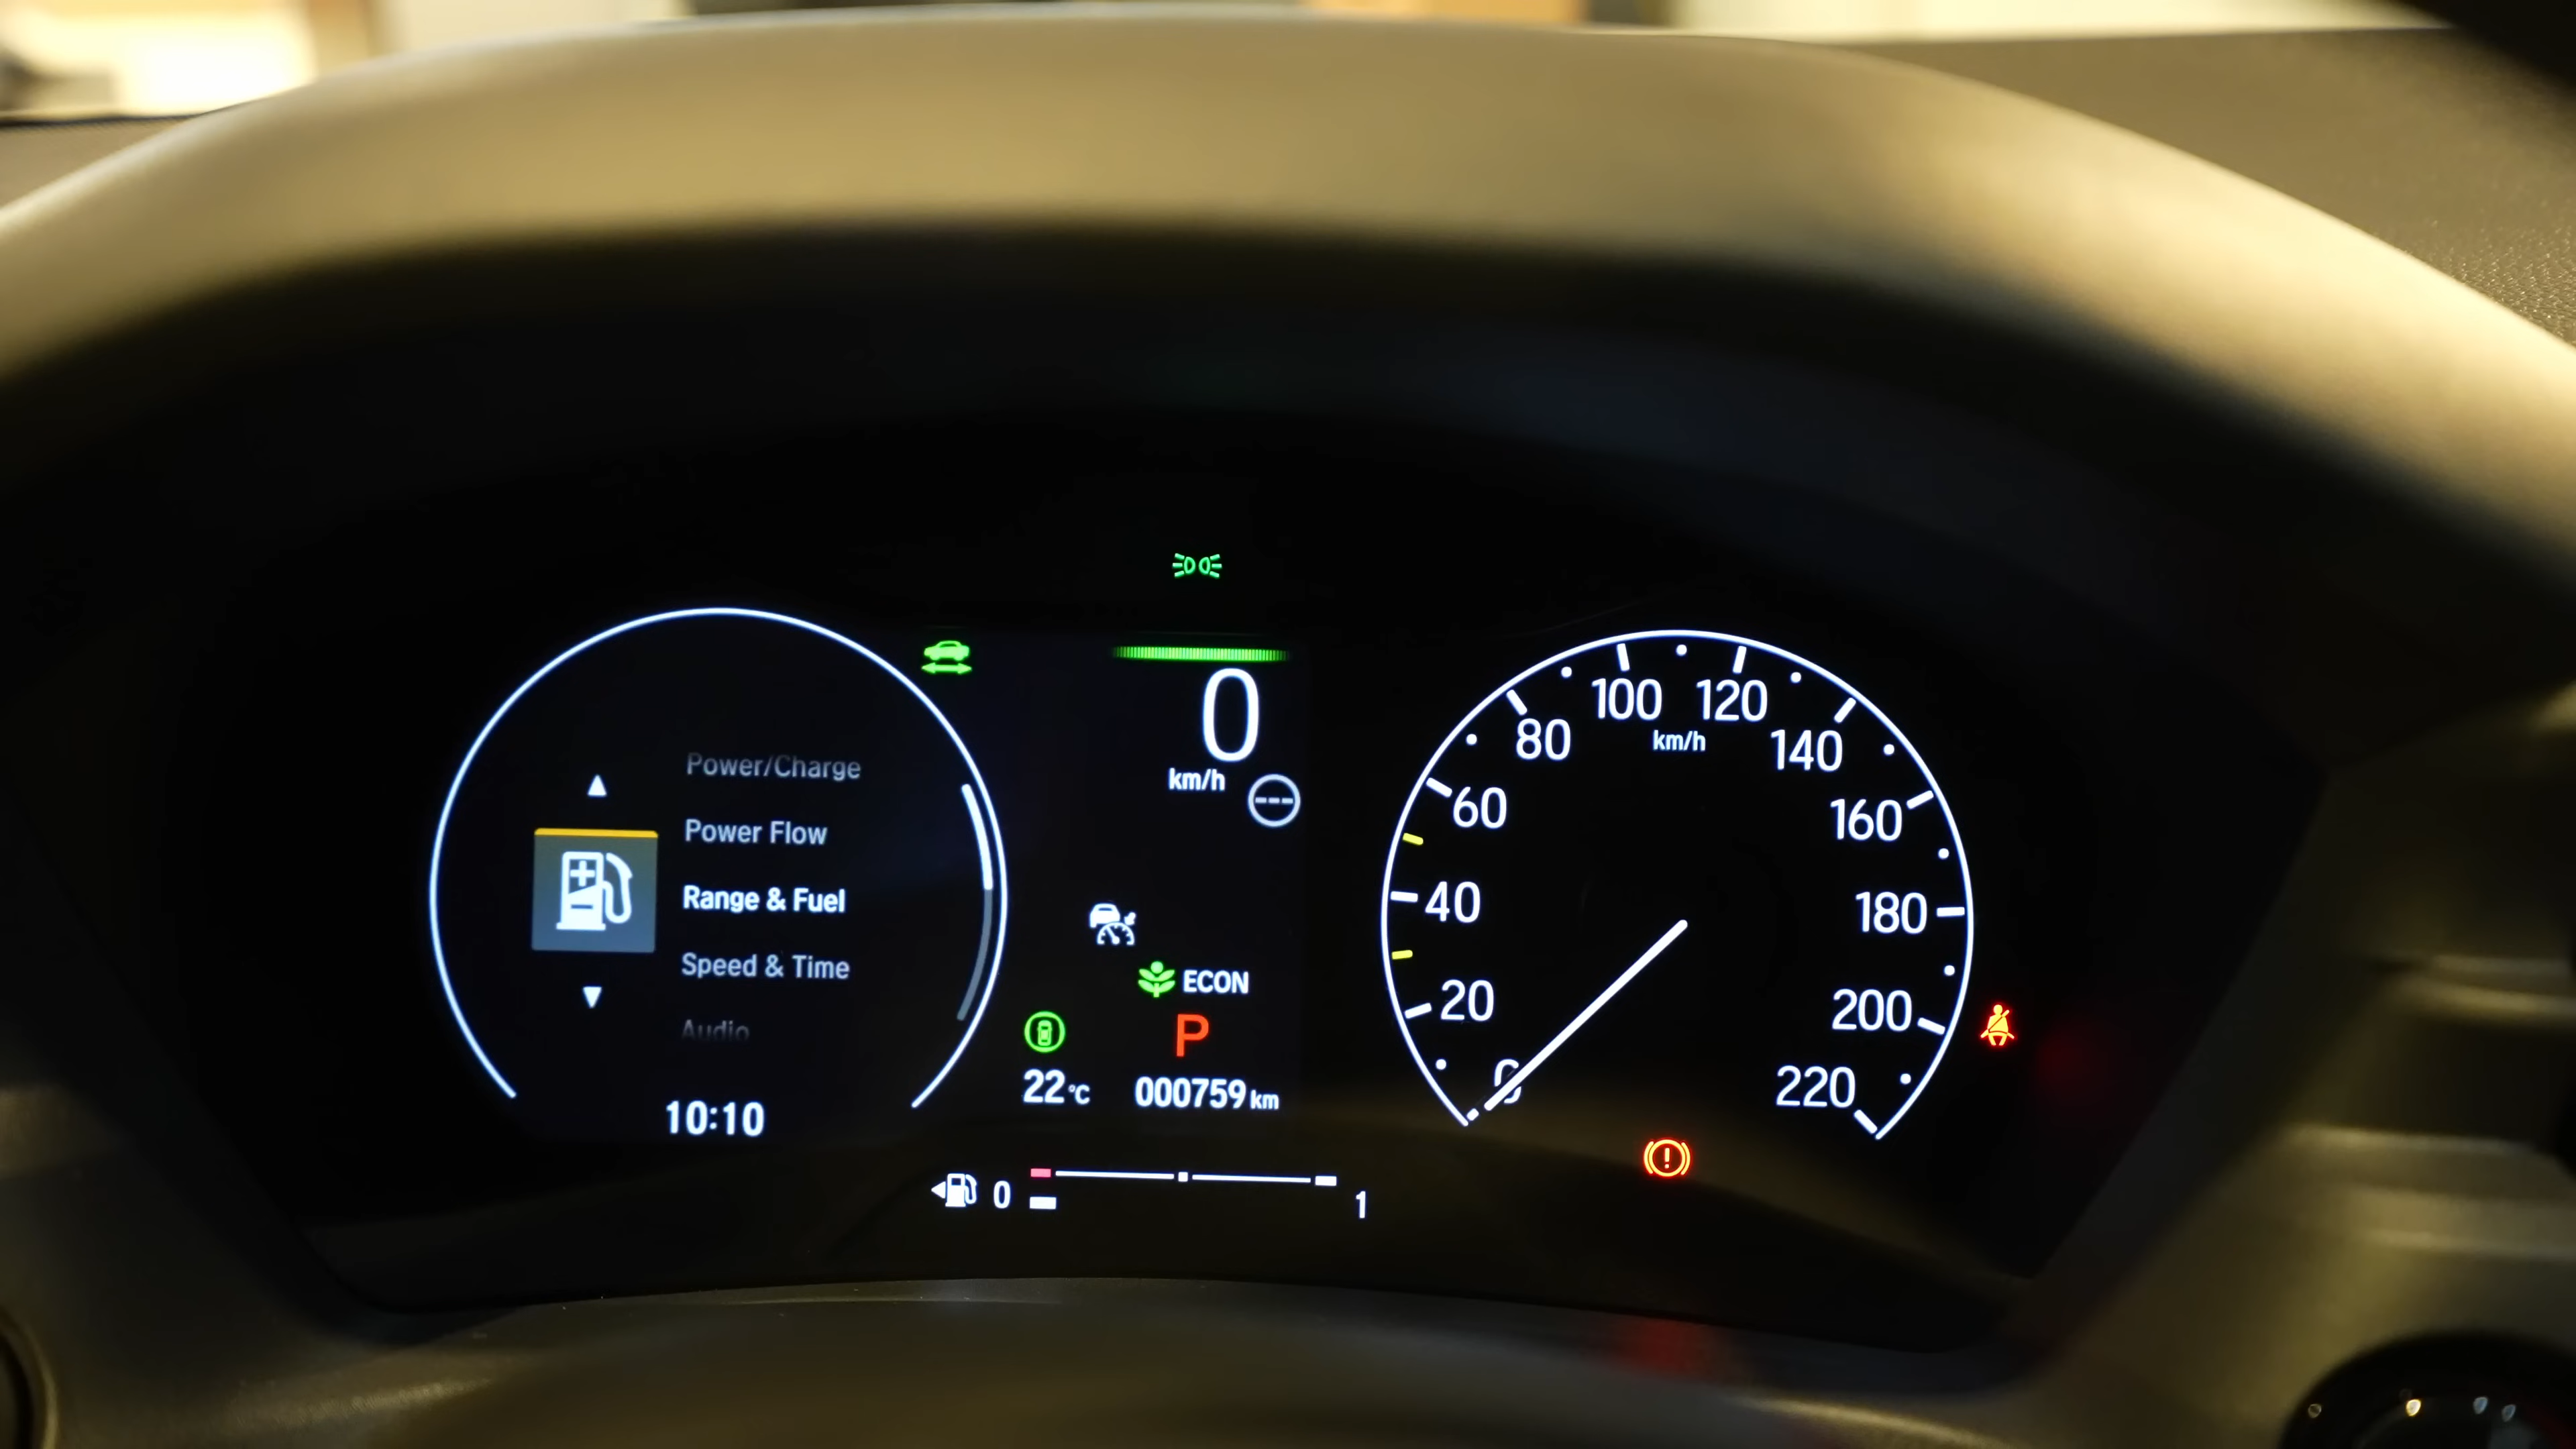 Power/Charge
Power Flow
Range & Fuel
Speed & Time
Audio
10:10
0
km/h
---
ECON
P
22°C
000759 km
0
1
0
20
40
60
80
100
120
140
160
180
200
220
km/h